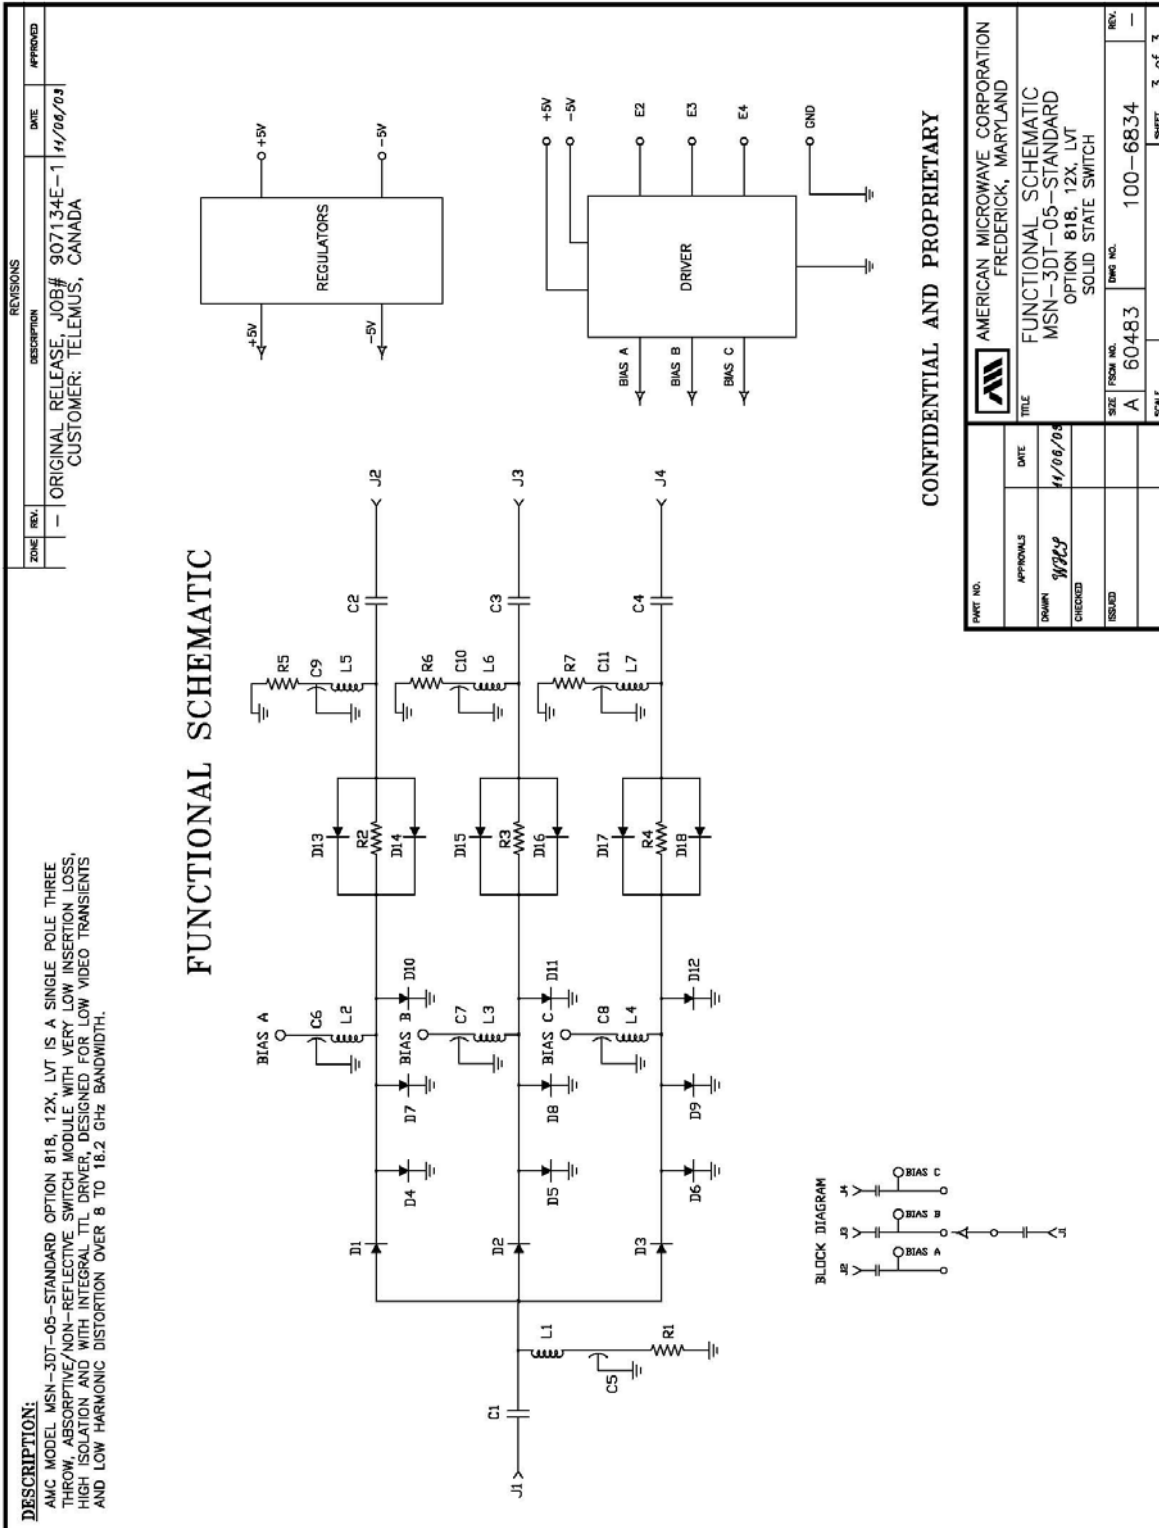 DESCRIPTION:
AMC MODEL MSN-3DT-05-STANDARD OPTION 818, 12X, LVT IS A SINGLE POLE THREE
THROW, ABSORPTIVE/NON-REFLECTIVE SWITCH MODULE WITH VERY LOW INSERTION LOSS,
HIGH ISOLATION AND WITH INTEGRAL TTL DRIVER, DESIGNED FOR LOW VIDEO TRANSIENTS
AND LOW HARMONIC DISTORTION OVER 8 TO 18.2 GHz BANDWIDTH.
REVISIONS
ZONE REV. DESCRIPTION DATE APPROVED
— ORIGINAL RELEASE, JOB# 907134E-1 11/06/03
CUSTOMER: TELEMUS, CANADA
FUNCTIONAL SCHEMATIC
BIAS A
C6
L2
R5
C9
L5
D1
D4
D7
D10
D13
R2
D14
C2
J2
BIAS B
C7
L3
R6
C10
L6
J1
C1
L1
C5
R1
D2
D5
D8
D11
D15
R3
D16
C3
J3
BIAS C
C8
L4
R7
C11
L7
D3
D6
D9
D12
D17
R4
D18
C4
J4
+5V
-5V
REGULATORS
+5V
-5V
BIAS A
BIAS B
BIAS C
DRIVER
+5V
-5V
E2
E3
E4
GND
BLOCK DIAGRAM
J2 J3 J4
BIAS A BIAS B BIAS C
J1
CONFIDENTIAL AND PROPRIETARY
PART NO.
APPROVALS DATE
DRAWN WHS 11/06/03
CHECKED
ISSUED
AMERICAN MICROWAVE CORPORATION
FREDERICK, MARYLAND
TITLE
FUNCTIONAL SCHEMATIC
MSN-3DT-05-STANDARD
OPTION 818, 12X, LVT
SOLID STATE SWITCH
SIZE FSCM NO. DWG NO. REV.
A 60483 100-6834 —
SCALE SHEET 3 of 3